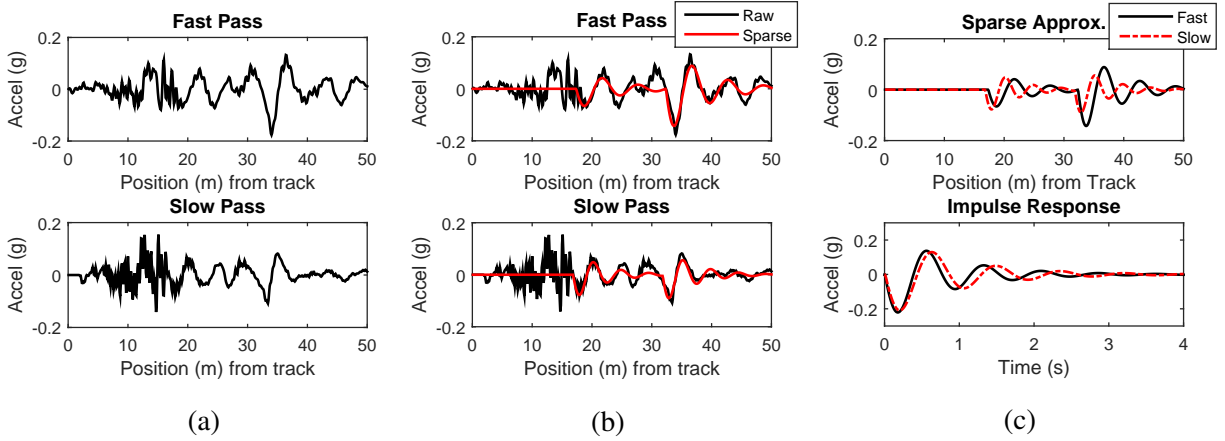 Fast Pass
Accel (g)
0.2
0
-0.2
0 10 20 30 40 50
Position (m) from track
Slow Pass
Accel (g)
0.2
0
-0.2
0 10 20 30 40 50
Position (m) from track
(a)
Fast Pass
Raw
Sparse
Accel (g)
0.2
0
-0.2
0 10 20 30 40 50
Position (m) from track
Slow Pass
Accel (g)
0.2
0
-0.2
0 10 20 30 40 50
Position (m) from track
(b)
Sparse Approx.
Fast
Slow
Accel (g)
0.2
0
-0.2
0 10 20 30 40 50
Position (m) from Track
Impulse Response
Accel (g)
0.2
0
-0.2
0 1 2 3 4
Time (s)
(c)